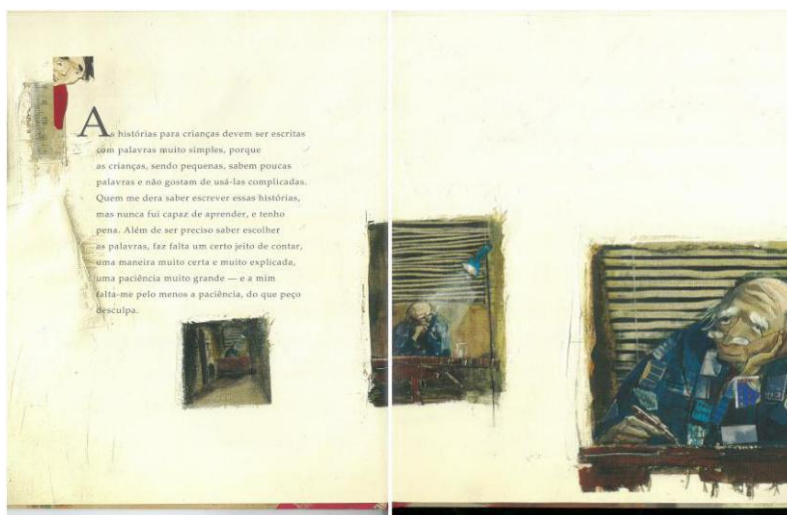 As histórias para crianças devem ser escritas
com palavras muito simples, porque
as crianças, sendo pequenas, sabem poucas
palavras e não gostam de usá-las complicadas.
Quem me dera saber escrever essas histórias,
mas nunca fui capaz de aprender, e tenho
pena. Além de ser preciso saber escolher
as palavras, faz falta um certo jeito de contar,
uma maneira muito certa e muito explicada,
uma paciência muito grande — e a mim
falta-me pelo menos a paciência, do que peço
desculpa.